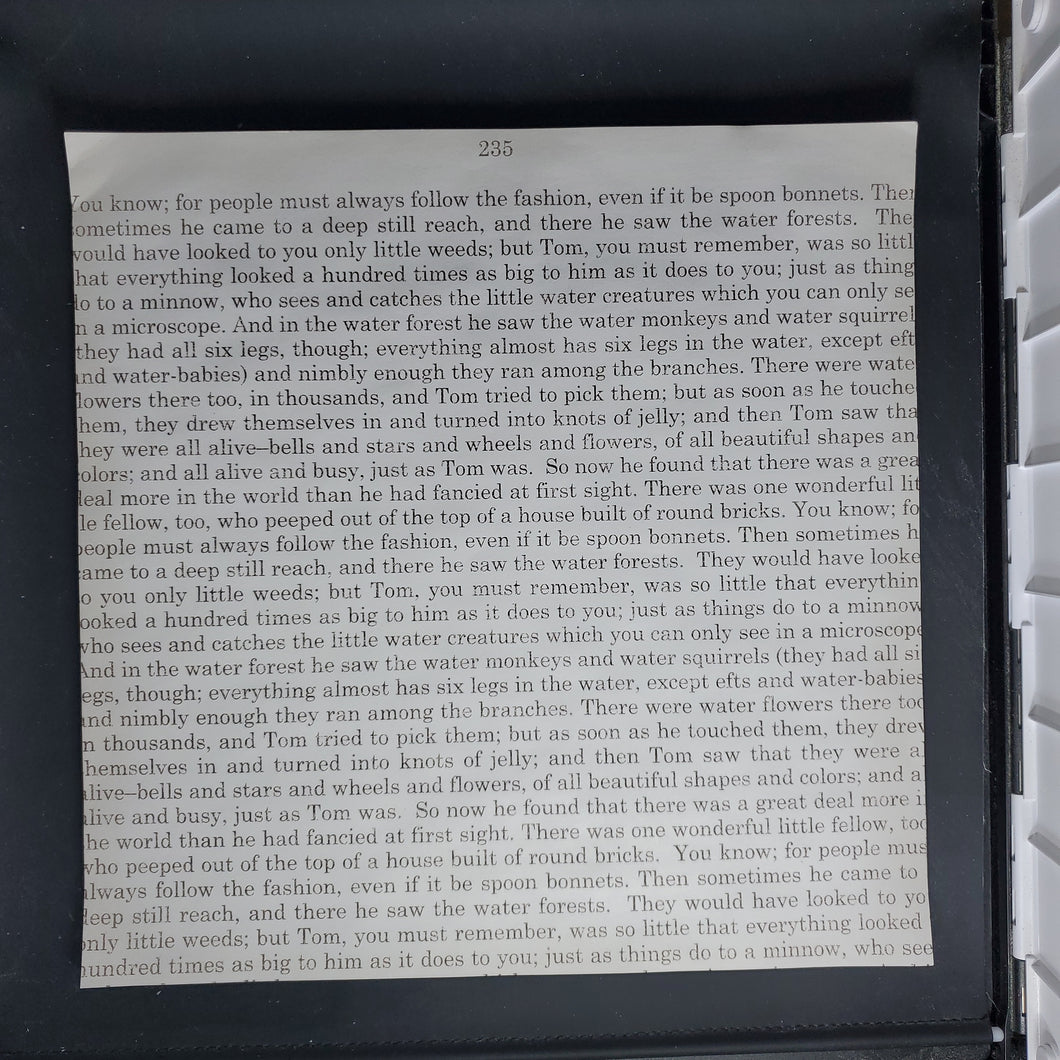 235
You know; for people must always follow the fashion, even if it be spoon bonnets. Then
ometimes he came to a deep still reach, and there he saw the water forests. The
would have looked to you only little weeds; but Tom, you must remember, was so littl
hat everything looked a hundred times as big to him as it does to you; just as thing
do to a minnow, who sees and catches the little water creatures which you can only se
n a microscope. And in the water forest he saw the water monkeys and water squirrel
they had all six legs, though; everything almost has six legs in the water, except eft
and water-babies) and nimbly enough they ran among the branches. There were wate
lowers there too, in thousands, and Tom tried to pick them; but as soon as he touche
hem, they drew themselves in and turned into knots of jelly; and then Tom saw tha
hey were all alive–bells and stars and wheels and flowers, of all beautiful shapes an
colors; and all alive and busy, just as Tom was. So now he found that there was a grea
deal more in the world than he had fancied at first sight. There was one wonderful lit
le fellow, too, who peeped out of the top of a house built of round bricks. You know; fo
people must always follow the fashion, even if it be spoon bonnets. Then sometimes h
came to a deep still reach, and there he saw the water forests. They would have looke
o you only little weeds; but Tom, you must remember, was so little that everythin
ooked a hundred times as big to him as it does to you; just as things do to a minnow
who sees and catches the little water creatures which you can only see in a microscope
And in the water forest he saw the water monkeys and water squirrels (they had all si
egs, though; everything almost has six legs in the water, except efts and water-babies
and nimbly enough they ran among the branches. There were water flowers there too
n thousands, and Tom tried to pick them; but as soon as he touched them, they drew
hemselves in and turned into knots of jelly; and then Tom saw that they were a
alive–bells and stars and wheels and flowers, of all beautiful shapes and colors; and a
alive and busy, just as Tom was. So now he found that there was a great deal more i
he world than he had fancied at first sight. There was one wonderful little fellow, too
who peeped out of the top of a house built of round bricks. You know; for people mus
always follow the fashion, even if it be spoon bonnets. Then sometimes he came to
deep still reach, and there he saw the water forests. They would have looked to yo
only little weeds; but Tom, you must remember, was so little that everything looked
hundred times as big to him as it does to you; just as things do to a minnow, who see